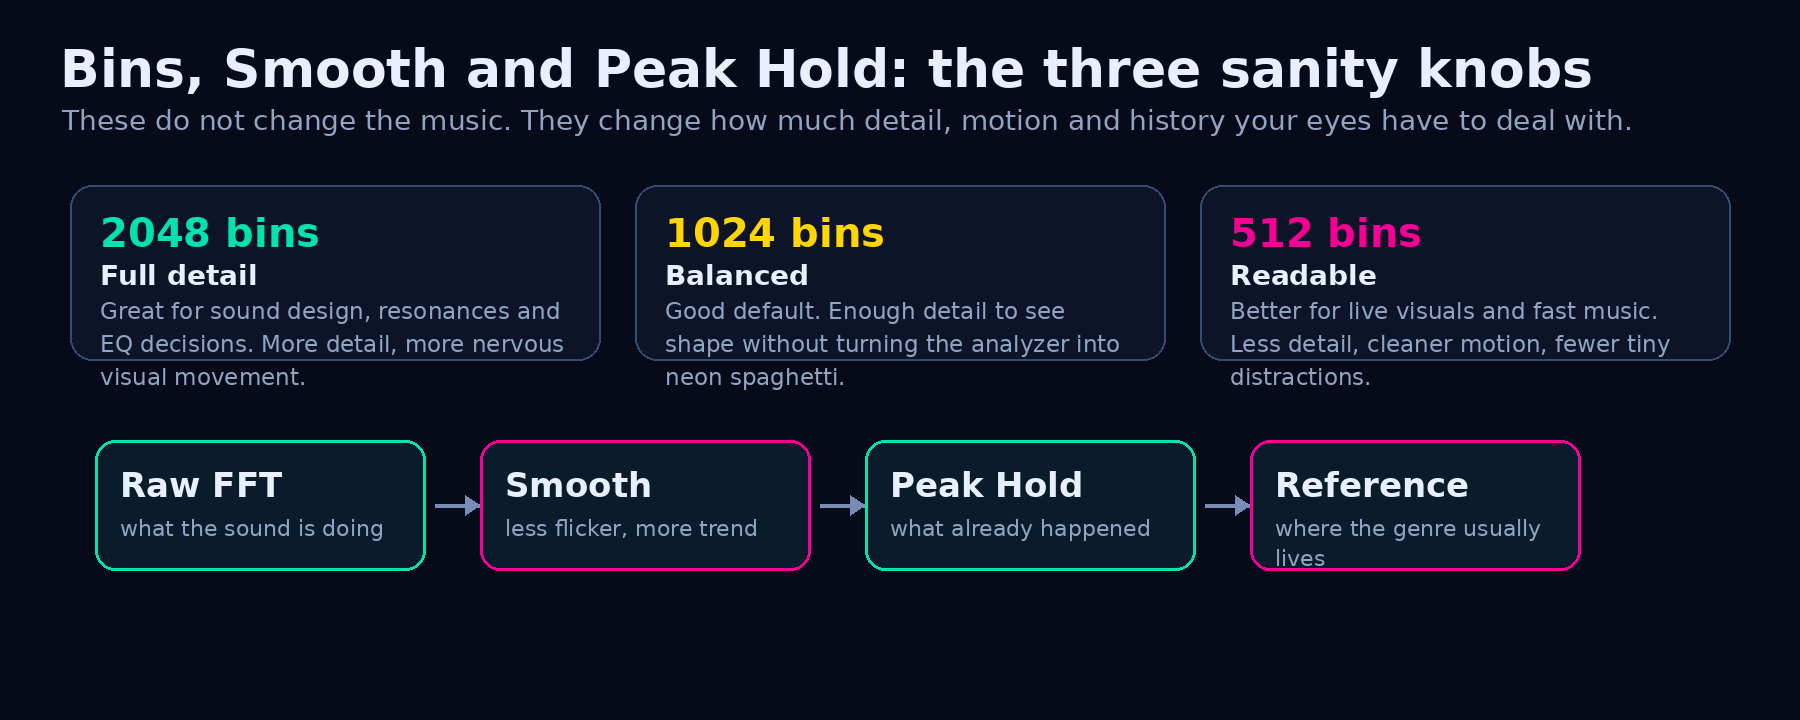 Bins, Smooth and Peak Hold: the three sanity knobs
These do not change the music. They change how much detail, motion and history your eyes have to deal with.
2048 bins
Full detail
Great for sound design, resonances and
EQ decisions. More detail, more nervous
visual movement.
1024 bins
Balanced
Good default. Enough detail to see
shape without turning the analyzer into
neon spaghetti.
512 bins
Readable
Better for live visuals and fast music.
Less detail, cleaner motion, fewer tiny
distractions.
Raw FFT
what the sound is doing
Smooth
less flicker, more trend
Peak Hold
what already happened
Reference
where the genre usually
lives